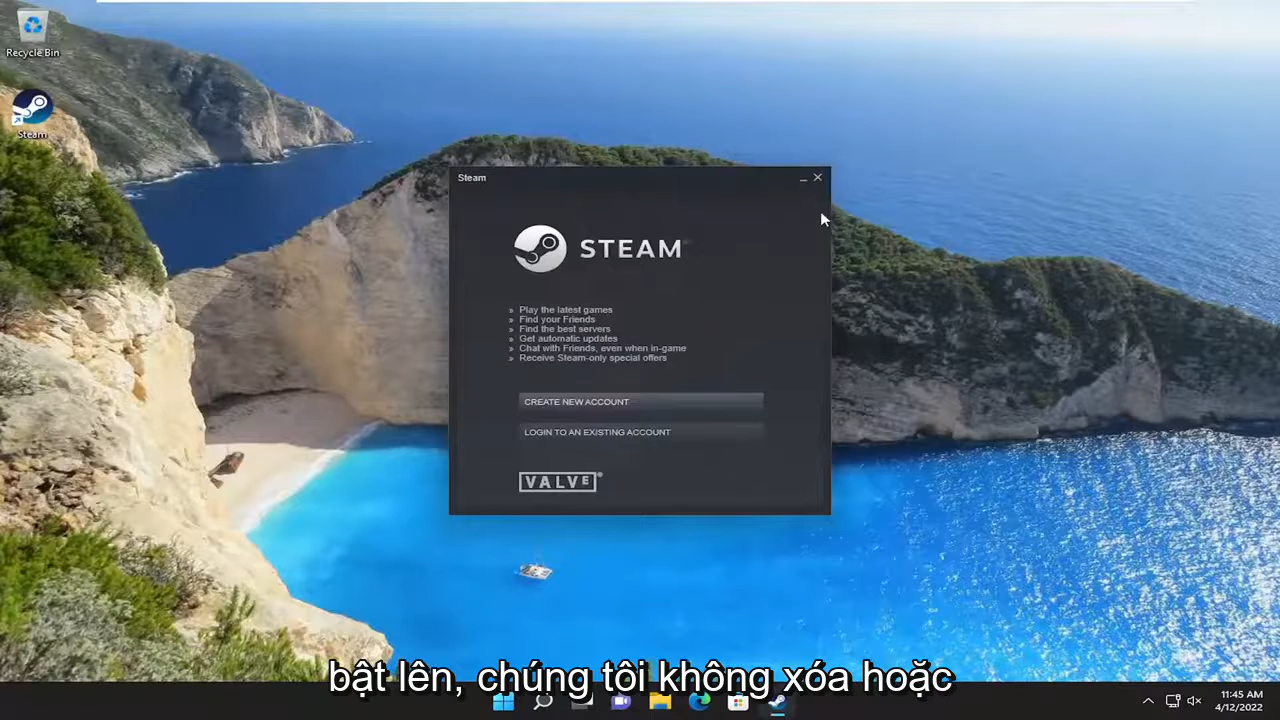 Recycle Bin
Steam
Steam
STEAM
» Play the latest games
» Find your Friends
» Find the best servers
» Get automatic updates
» Chat with Friends, even when in-game
» Receive Steam-only special offers
CREATE NEW ACCOUNT
LOGIN TO AN EXISTING ACCOUNT
VALVE®
bật lên, chúng tôi không xóa hoặc
11:45 AM
4/12/2022